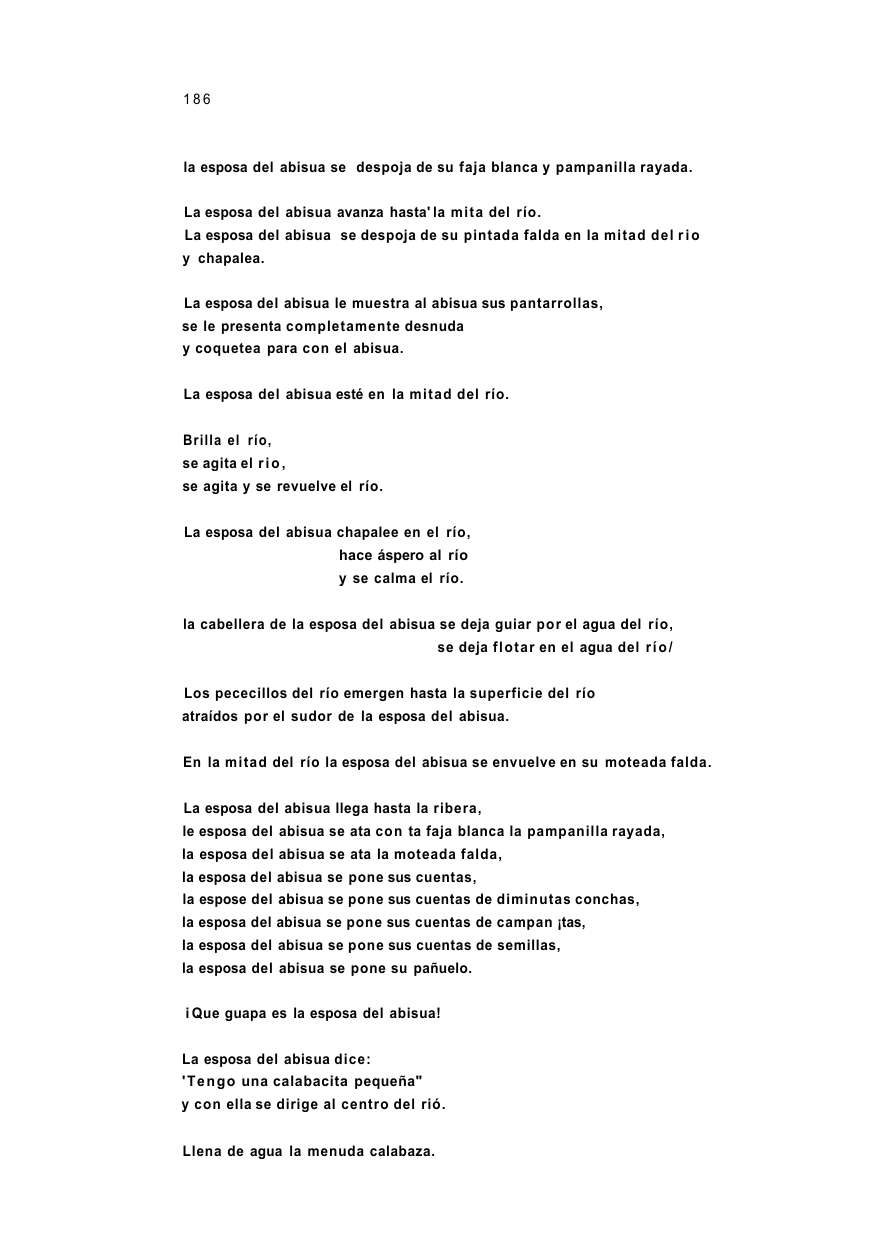 186
la esposa del abisua se despoja de su faja blanca y pampanilla rayada.
La esposa del abisua avanza hasta' la mita del río.
La esposa del abisua se despoja de su pintada falda en la mitad del rio
y chapalea.
La esposa del abisua le muestra al abisua sus pantarrollas,
se le presenta completamente desnuda
y coquetea para con el abisua.
La esposa del abisua esté en la mitad del río.
Brilla el río,
se agita el rio,
se agita y se revuelve el río.
La esposa del abisua chapalee en el río,
hace áspero al río
y se calma el río.
la cabellera de la esposa del abisua se deja guiar por el agua del río,
se deja flotar en el agua del río/
Los pececillos del río emergen hasta la superficie del río
atraídos por el sudor de la esposa del abisua.
En la mitad del río la esposa del abisua se envuelve en su moteada falda.
La esposa del abisua llega hasta la ribera,
le esposa del abisua se ata con ta faja blanca la pampanilla rayada,
la esposa del abisua se ata la moteada falda,
la esposa del abisua se pone sus cuentas,
la espose del abisua se pone sus cuentas de diminutas conchas,
la esposa del abisua se pone sus cuentas de campan ¡tas,
la esposa del abisua se pone sus cuentas de semillas,
la esposa del abisua se pone su pañuelo.
¡Que guapa es la esposa del abisua!
La esposa del abisua dice:
'Tengo una calabacita pequeña"
y con ella se dirige al centro del rió.
Llena de agua la menuda calabaza.